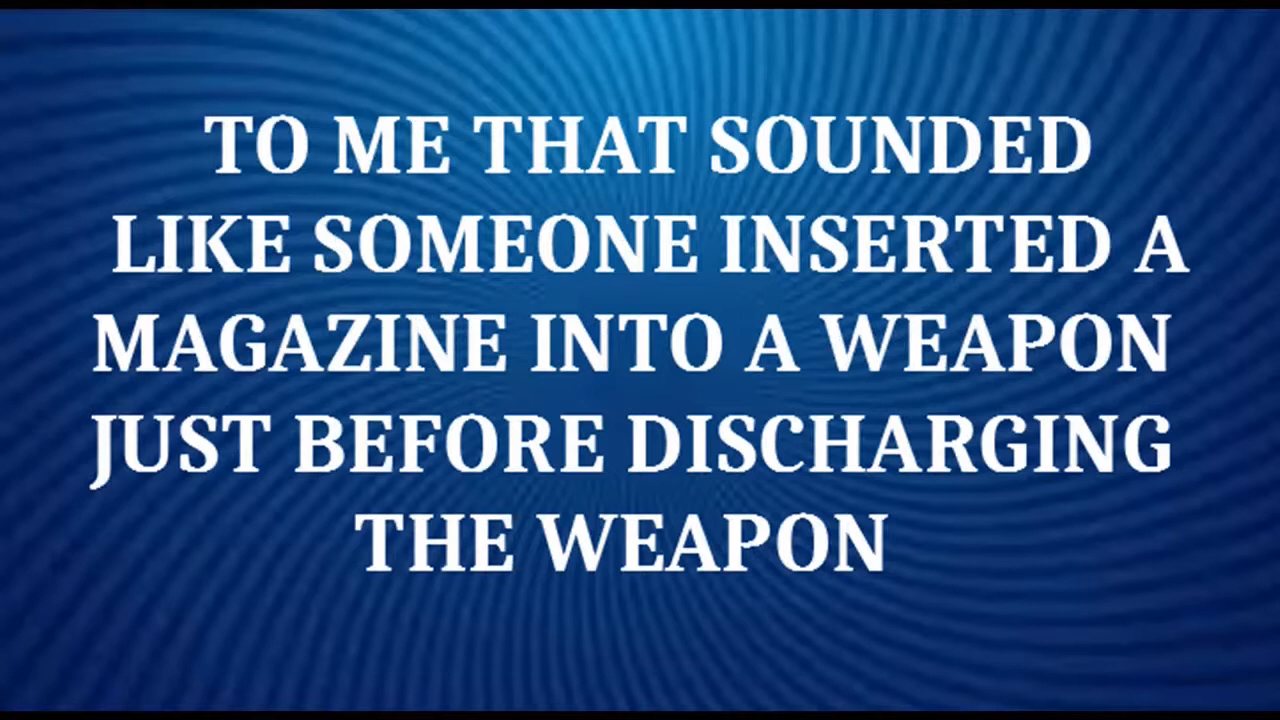 TO ME THAT SOUNDED
LIKE SOMEONE INSERTED A
MAGAZINE INTO A WEAPON
JUST BEFORE DISCHARGING
THE WEAPON